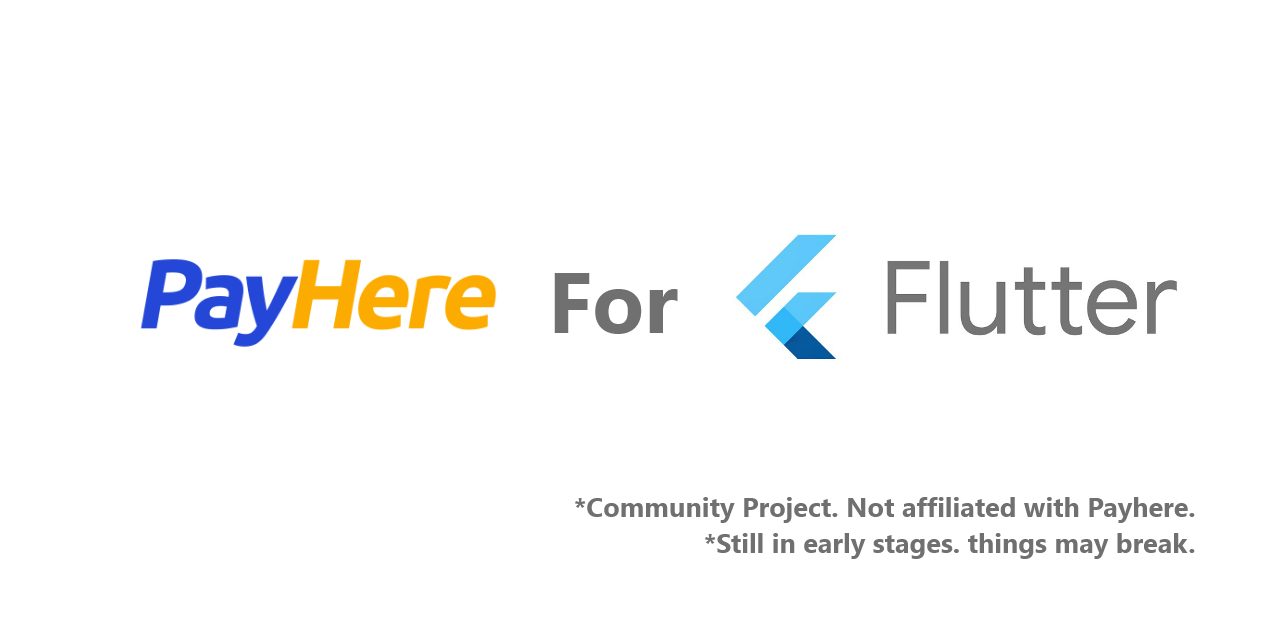 PayHere For Flutter
*Community Project. Not affiliated with Payhere.
*Still in early stages. things may break.